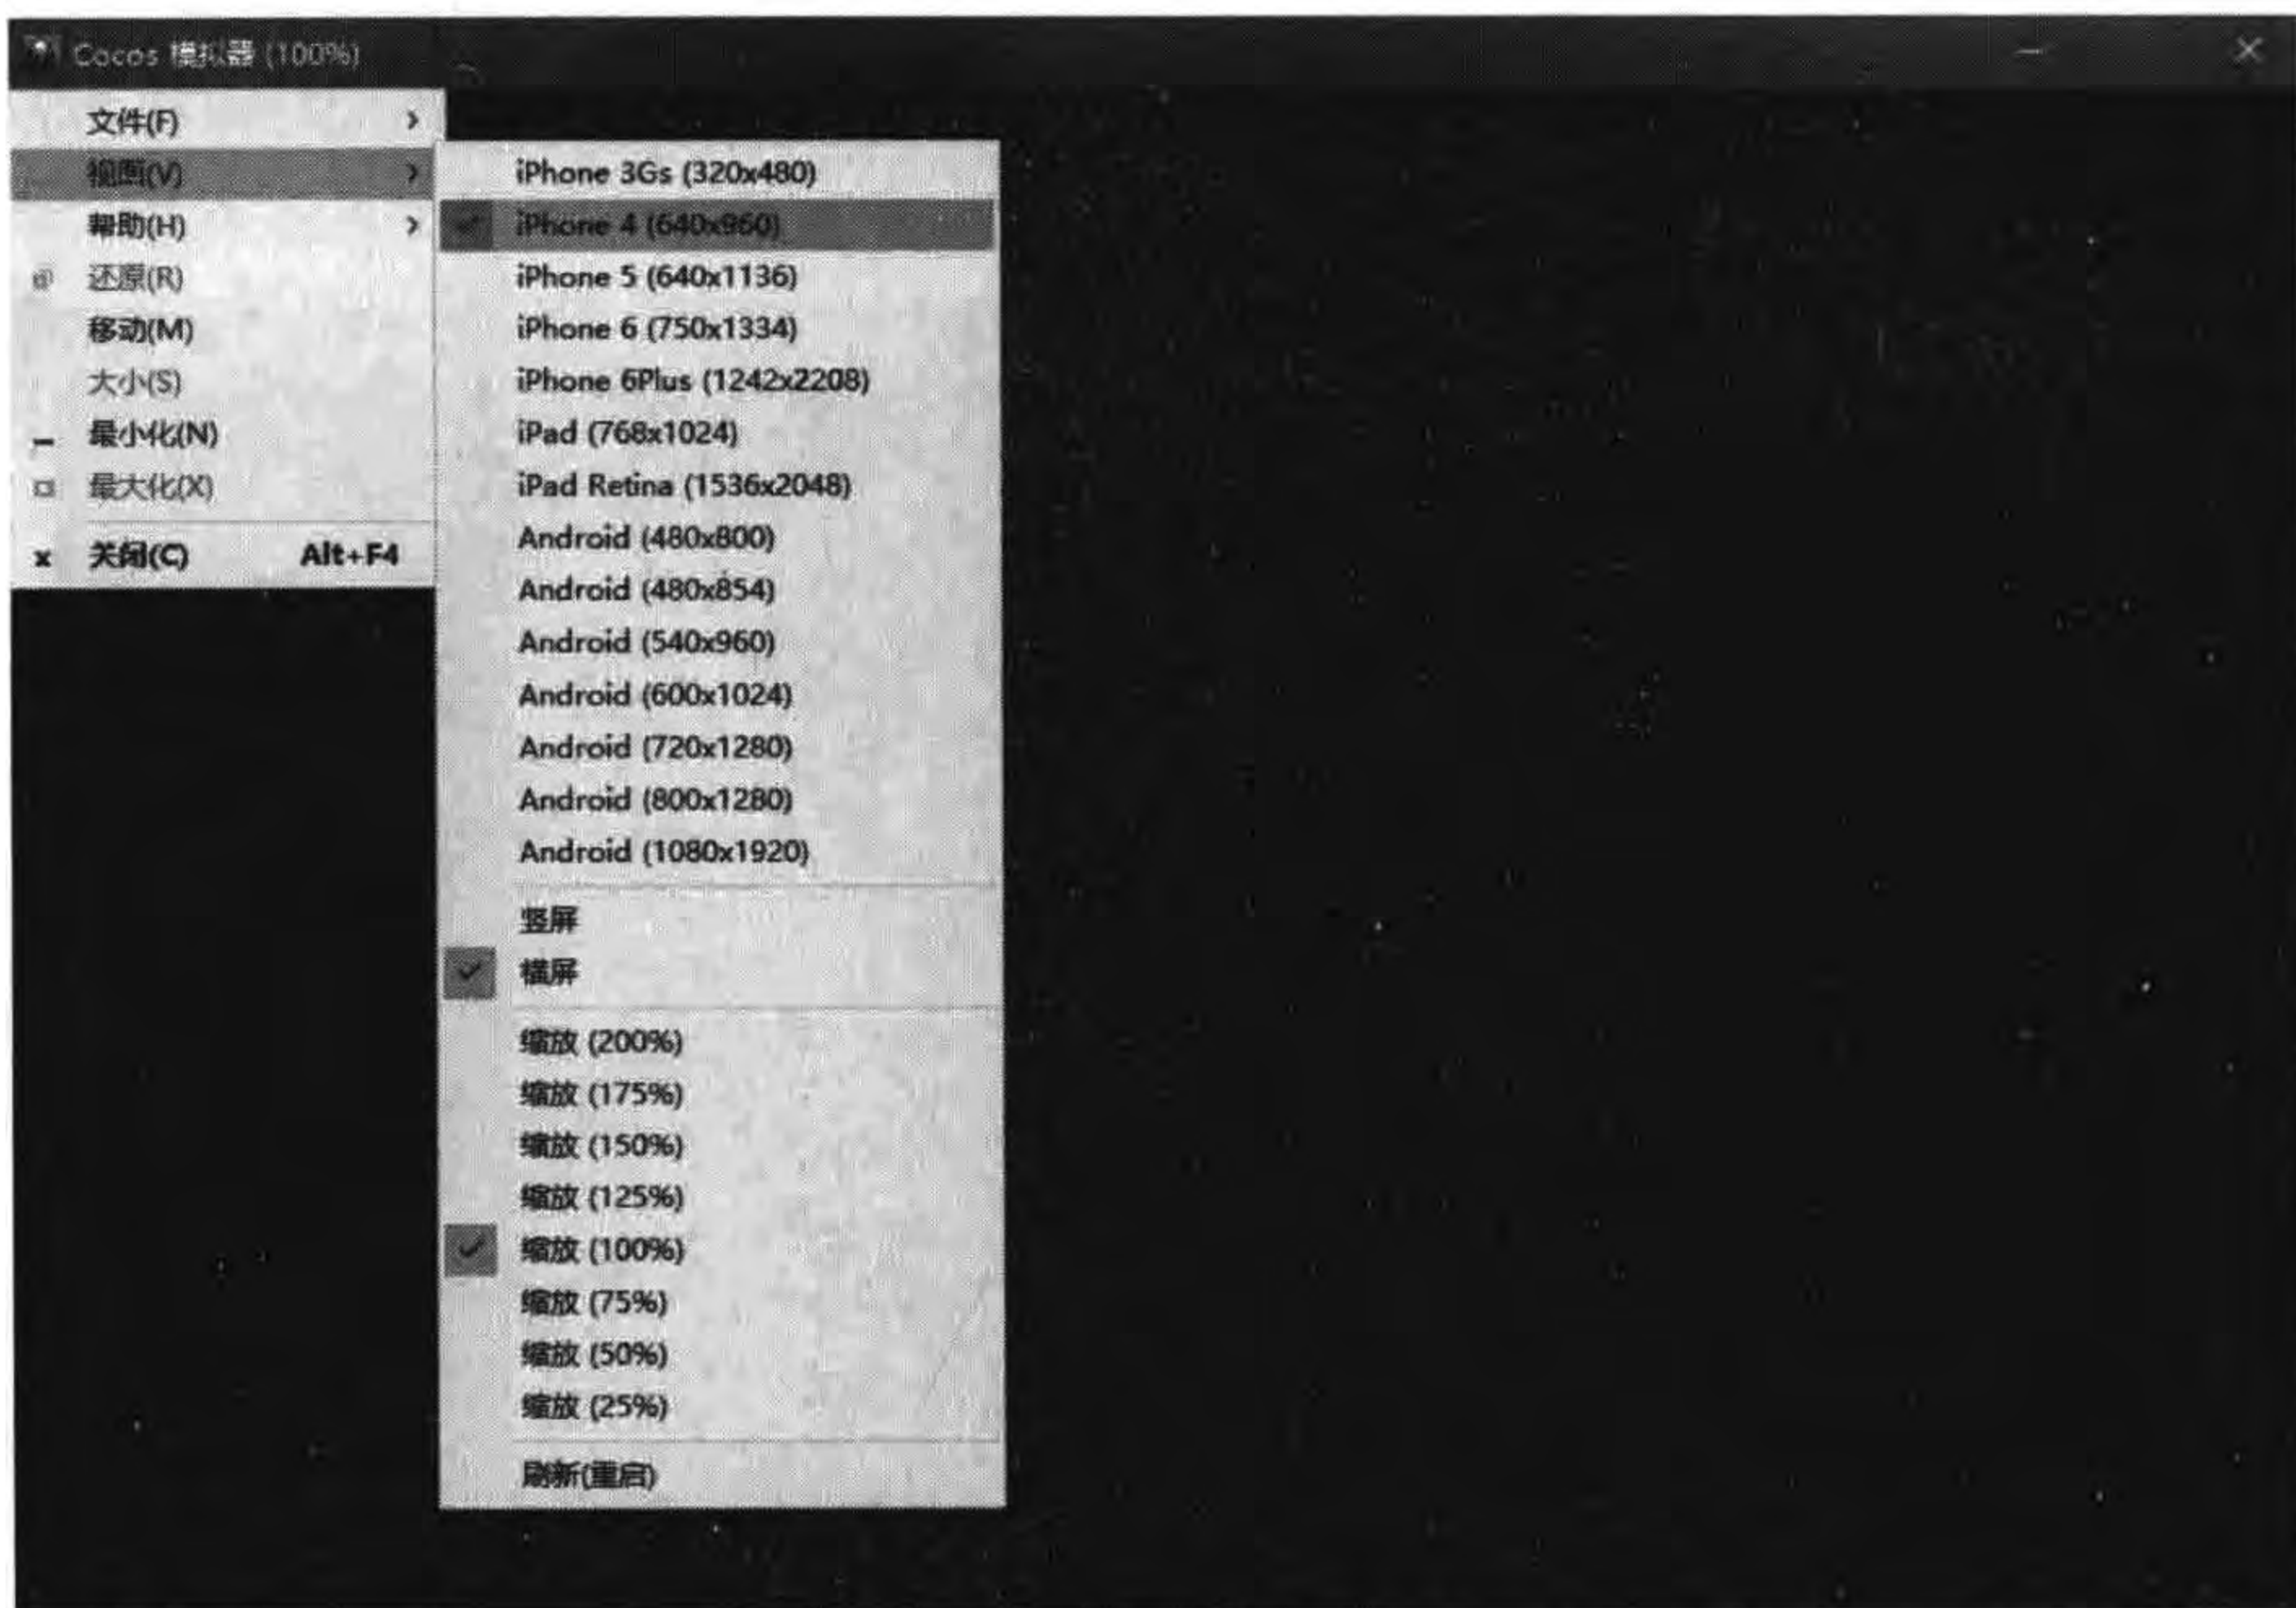 Cocos 模拟器 (100%)
文件(F)
视图(V)
帮助(H)
还原(R)
移动(M)
大小(S)
最小化(N)
最大化(X)
关闭(C) Alt+F4
iPhone 3Gs (320x480)
iPhone 4 (640x960)
iPhone 5 (640x1136)
iPhone 6 (750x1334)
iPhone 6Plus (1242x2208)
iPad (768x1024)
iPad Retina (1536x2048)
Android (480x800)
Android (480x854)
Android (540x960)
Android (600x1024)
Android (720x1280)
Android (800x1280)
Android (1080x1920)
竖屏
横屏
缩放 (200%)
缩放 (175%)
缩放 (150%)
缩放 (125%)
缩放 (100%)
缩放 (75%)
缩放 (50%)
缩放 (25%)
刷新(重启)